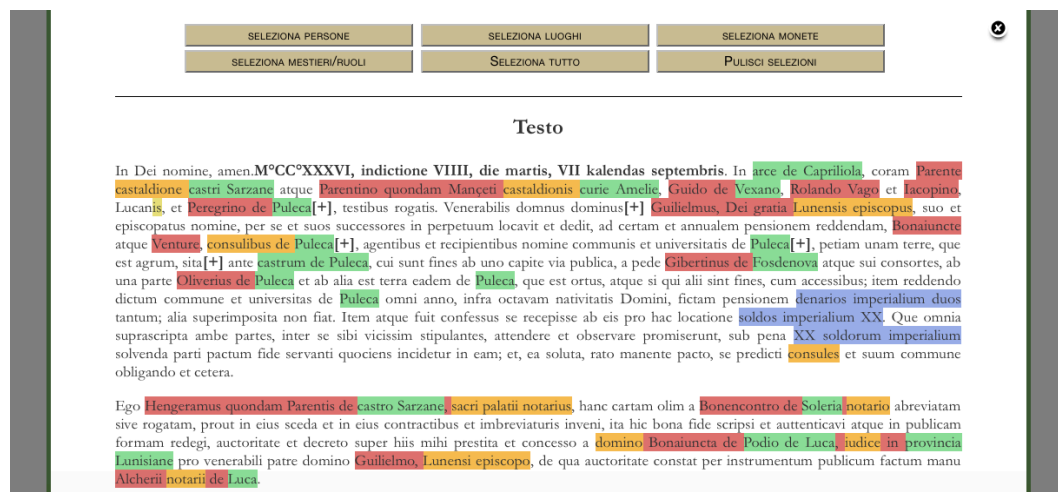 SELEZIONA PERSONE SELEZIONA LUOGHI SELEZIONA MONETE
SELEZIONA MESTIERI/RUOLI SELEZIONA TUTTO PULISCI SELEZIONI
Testo
In Dei nomine, amen.M°CC°XXXVI, indictione VIIII, die martis, VII kalendas septembris. In arce de Capriliola, coram Parente
castaldione castri Sarzane atque Parentino quondam Mançeti castaldionis curie Amelie, Guido de Vexano, Rolando Vago et Iacopino,
Lucanis, et Peregrino de Puleca[+], testibus rogatis. Venerabilis domnus dominus[+] Guilielmus, Dei gratia Lunensis episcopus, suo et
episcopatus nomine, per se et suos successores in perpetuum locavit et dedit, ad certam et annualem pensionem reddendam, Bonaiuncte
atque Venture, consulibus de Puleca[+], agentibus et recipientibus nomine communis et universitatis de Puleca[+], petiam unam terre, que
est agrum, sita[+] ante castrum de Puleca, cui sunt fines ab uno capite via publica, a pede Gibertinus de Fosdenova atque sui consortes, ab
una parte Oliverius de Puleca et ab alia est terra eadem de Puleca, que est ortus, atque si qui alii sint fines, cum accessibus; item reddendo
dictum commune et universitas de Puleca omni anno, infra octavam nativitatis Domini, fictam pensionem denarios imperialium duos
tantum; alia superimposita non fiat. Item atque fuit confessus se recepisse ab eis pro hac locatione soldos imperialium XX. Que omnia
suprascripta ambe partes, inter se sibi vicissim stipulantes, attendere et observare promiserunt, sub pena XX soldorum imperialium
solvenda parti pactum fide servanti quociens incidetur in eam; et, ea soluta, rato manente pacto, se predicti consules et suum commune
obligando et cetera.
Ego Hengeramus quondam Parentis de castro Sarzane, sacri palatii notarius, hanc cartam olim a Bonencontro de Soleria notario abreviatam
sive rogatam, prout in eius sceda et in eius contractibus et imbreviaturis inveni, ita hic bona fide scripsi et auttenticavi atque in publicam
formam redegi, auctoritate et decreto super hiis mihi prestita et concesso a domino Bonaiuncta de Podio de Luca, iudice in provincia
Lunisiane pro venerabili patre domino Guilielmo, Lunensi episcopo, de qua auctoritate constat per instrumentum publicum factum manu
Alcherii notarii de Luca.